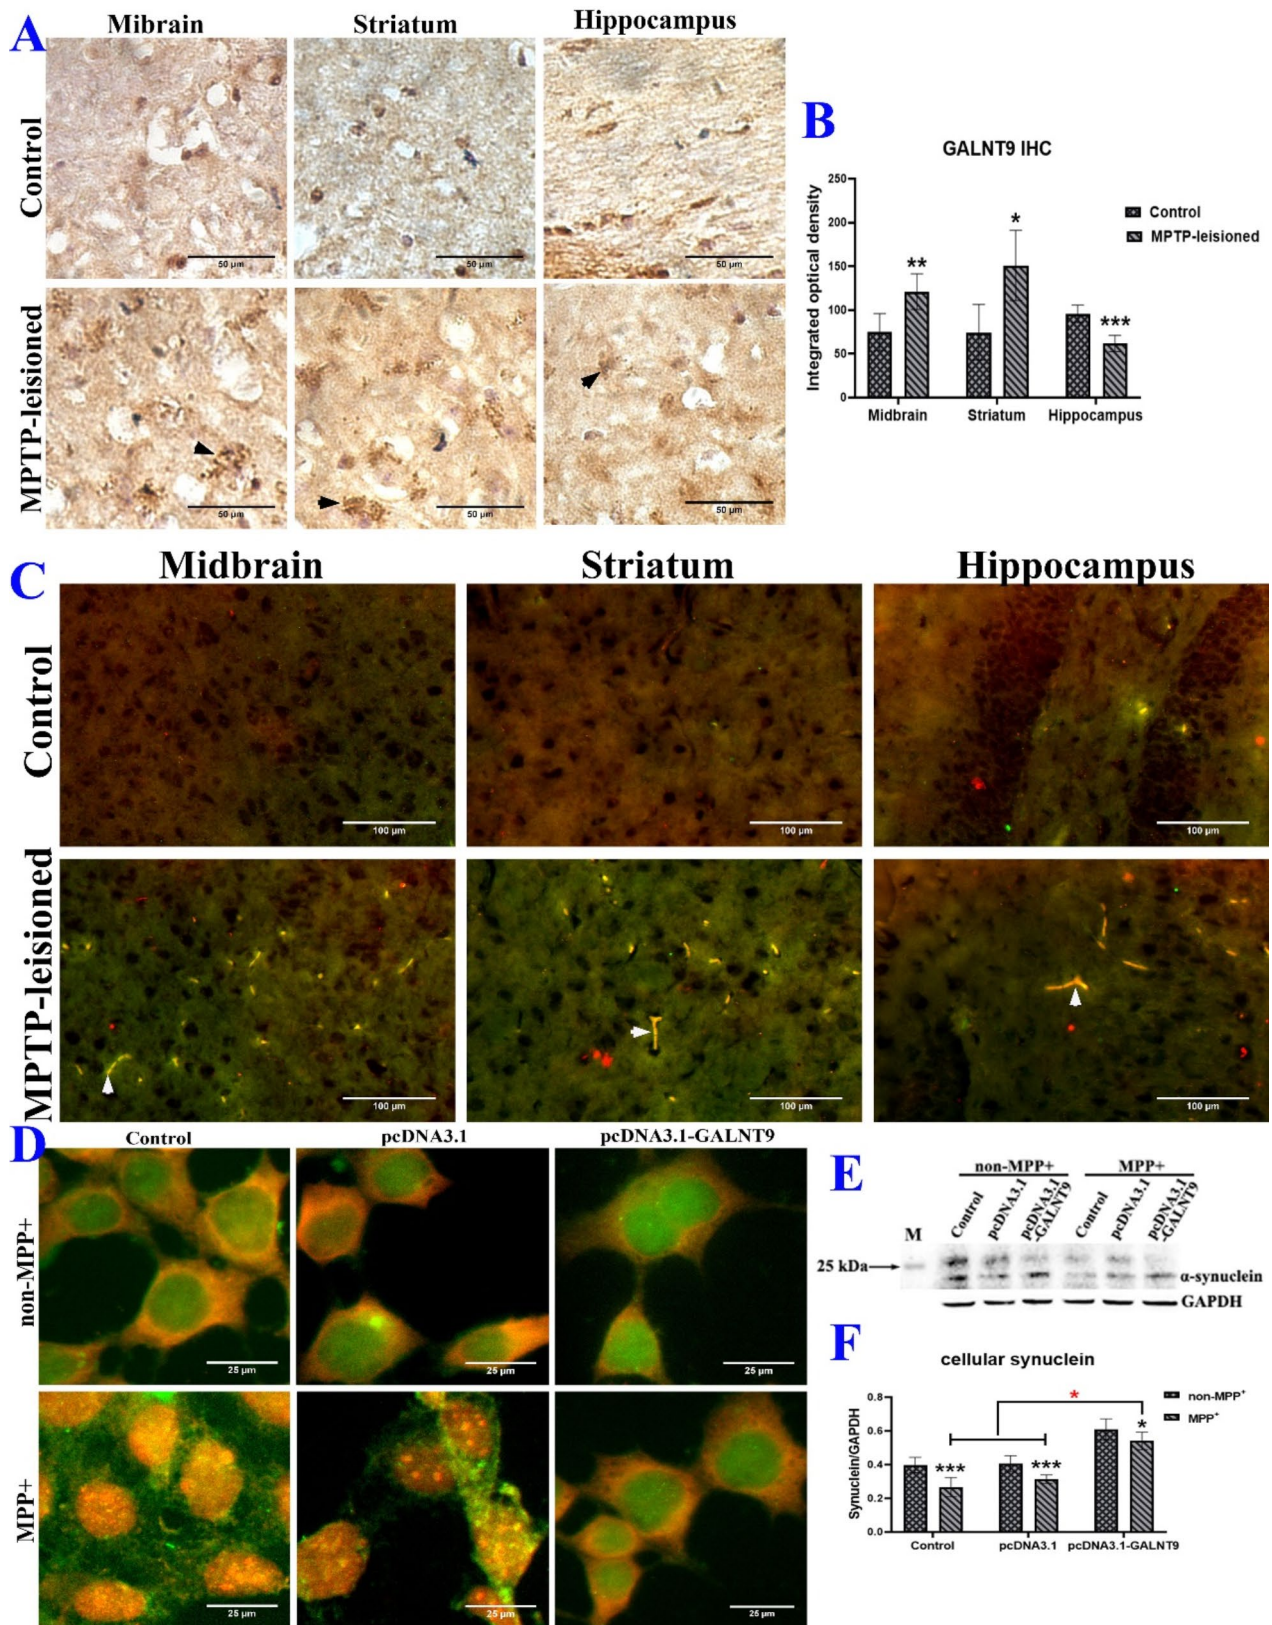 A
Mibrain
Striatum
Hippocampus
Control
50 µm
50 µm
50 µm
MPTP-leisioned
50 µm
50 µm
50 µm
B
GALNT9 IHC
Integrated optical density
250
200
150
100
50
0
**
*
***
Control
MPTP-leisioned
Midbrain
Striatum
Hippocampus
C
Midbrain
Striatum
Hippocampus
Control
100 µm
100 µm
100 µm
MPTP-leisioned
100 µm
100 µm
100 µm
D
Control
pcDNA3.1
pcDNA3.1-GALNT9
non-MPP+
25 µm
25 µm
25 µm
MPP+
25 µm
25 µm
25 µm
E
non-MPP+
MPP+
M
Control
pcDNA3.1
pcDNA3.1
-GALNT9
Control
pcDNA3.1
pcDNA3.1
-GALNT9
25 kDa
α-synuclein
GAPDH
F
cellular synuclein
Synuclein/GAPDH
0.8
0.6
0.4
0.2
0.0
***
***
*
*
non-MPP+
MPP+
Control
pcDNA3.1
pcDNA3.1-GALNT9